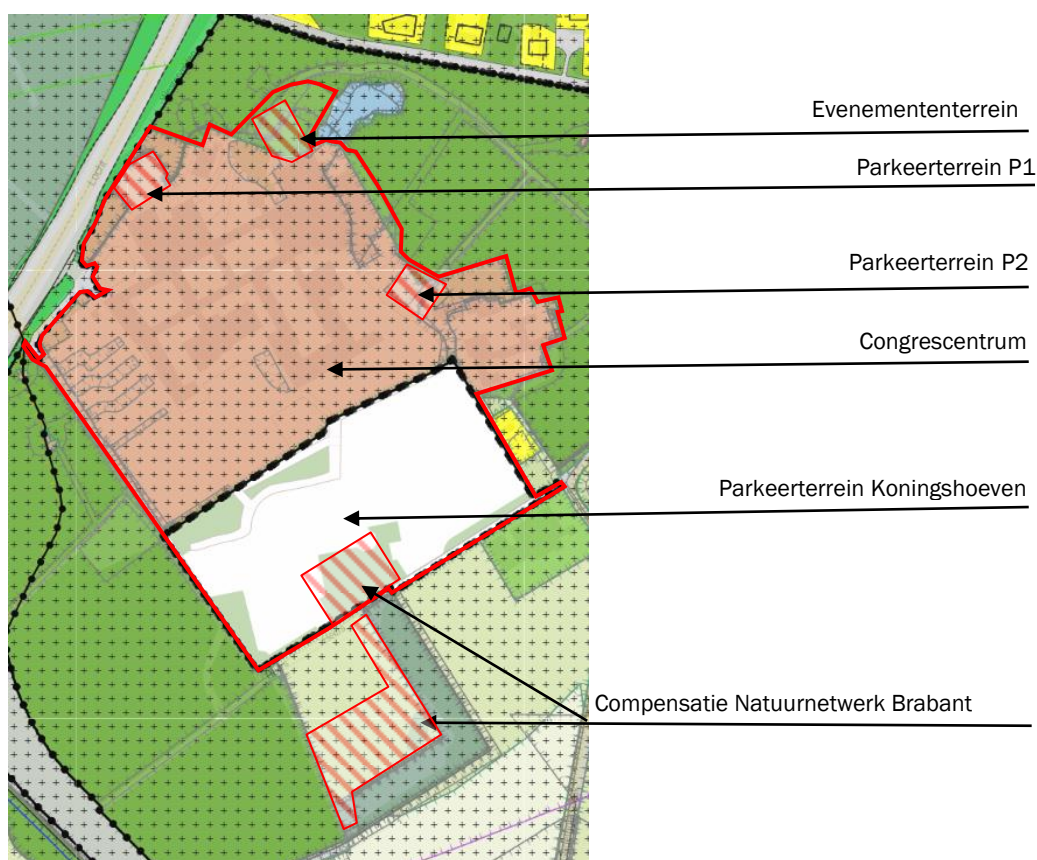 Evenemententerrein
Parkeerterrein P1
Parkeerterrein P2
Congrescentrum
Parkeerterrein Koningshoeven
Compensatie Natuurnetwerk Brabant